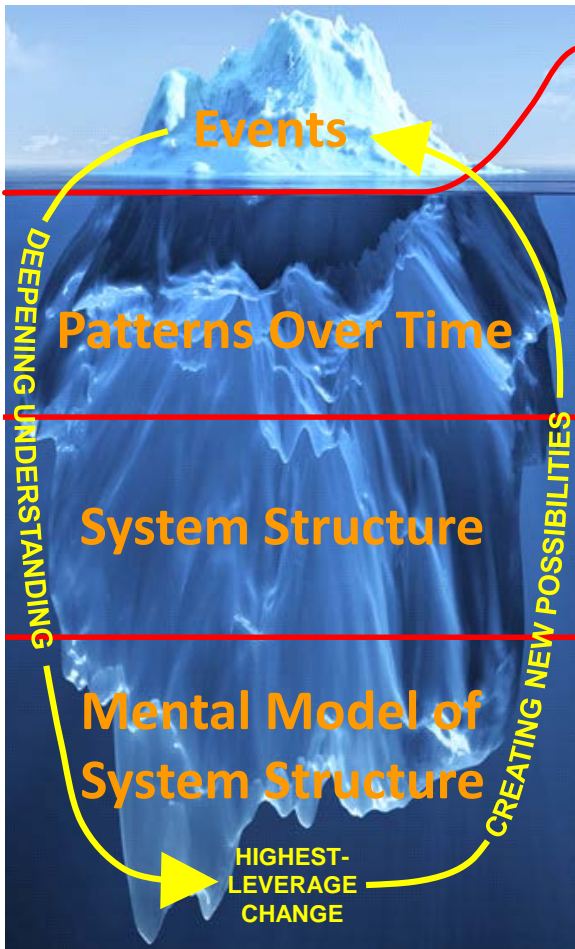 Events
Patterns Over Time
System Structure
Mental Model of
System Structure
DEEPENING UNDERSTANDING
HIGHEST-
LEVERAGE
CHANGE
CREATING NEW POSSIBILITIES